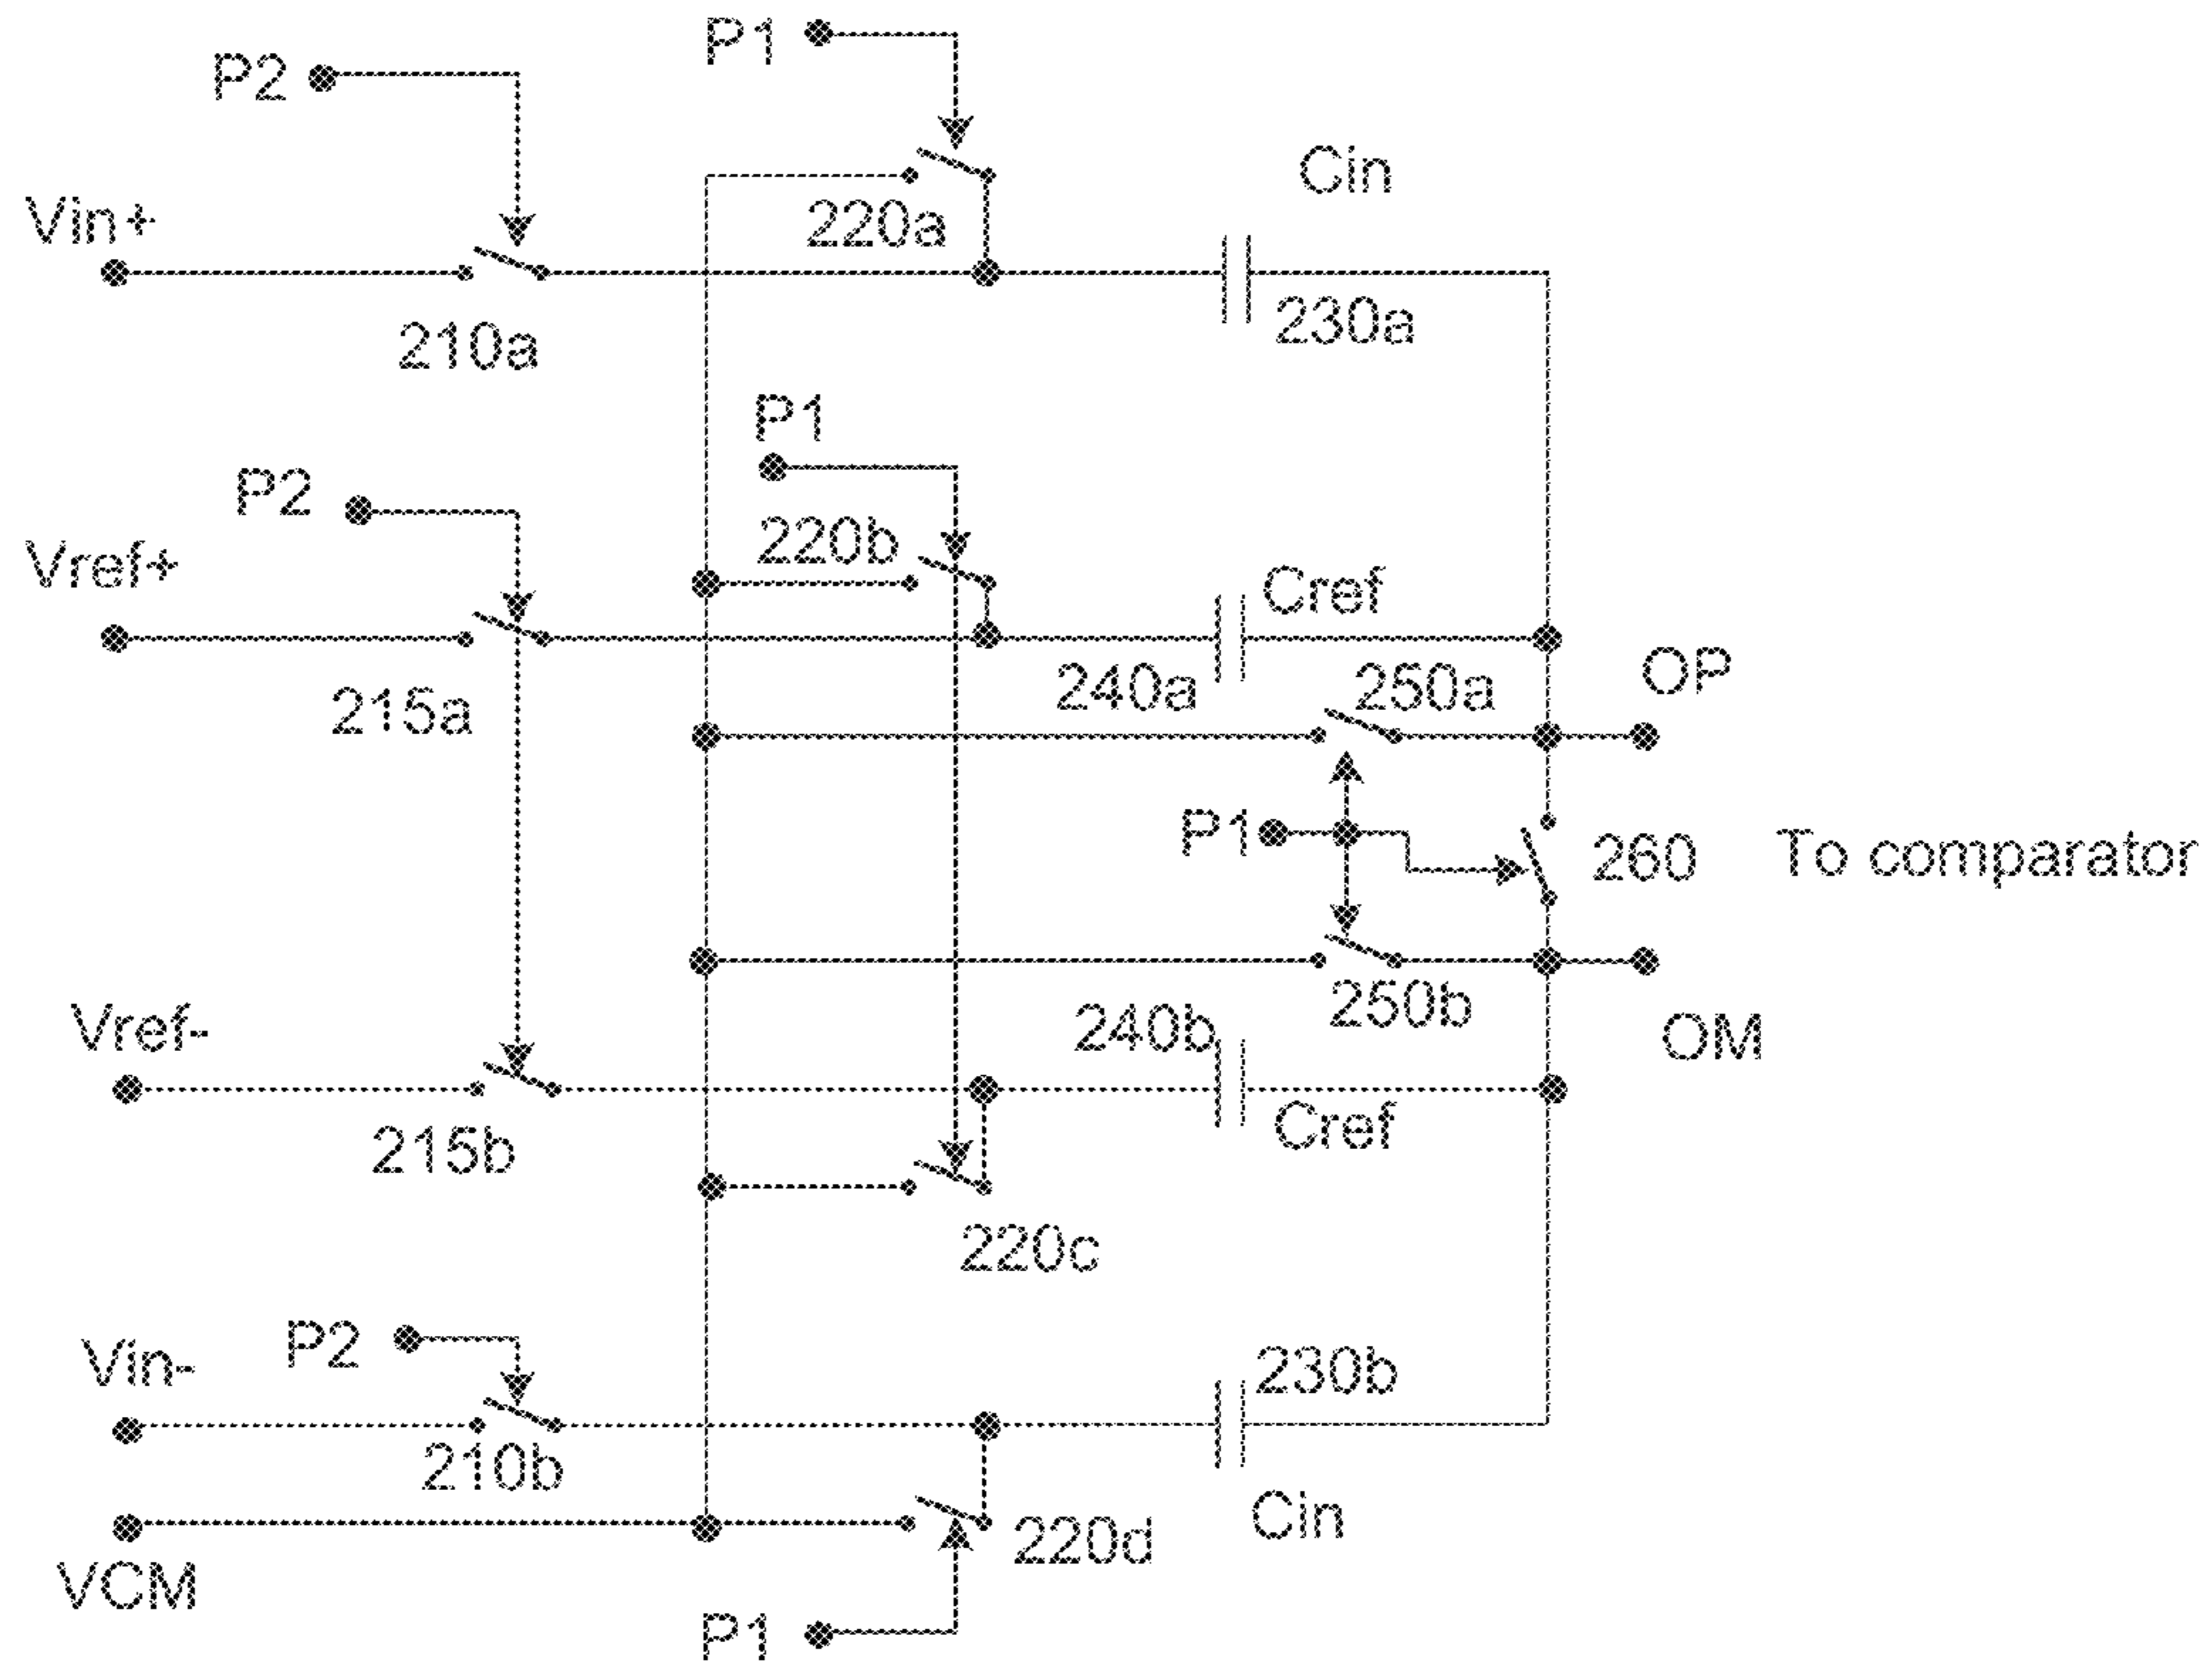 P1
P2
Cin
Vin+
220a
230a
210a
P1
P2
220b
Vref+
Cref
OP
240a
250a
215a
P1
260
To comparator
250b
Vref-
240b
OM
Cref
215b
220c
P2
Vin-
230b
210b
Cin
220d
VCM
P1